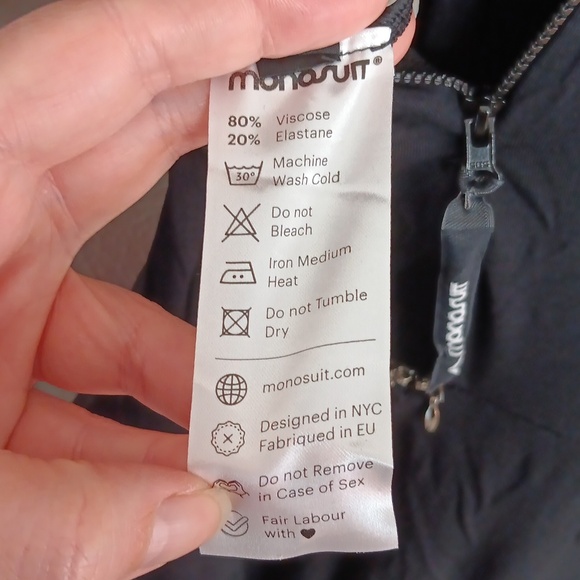 monosuit®
80% Viscose
20% Elastane
30° Machine
Wash Cold
Do not
Bleach
Iron Medium
Heat
Do not Tumble
Dry
monosuit.com
Designed in NYC
Fabriqued in EU
Do not Remove
in Case of Sex
Fair Labour
with ♥
monosuit